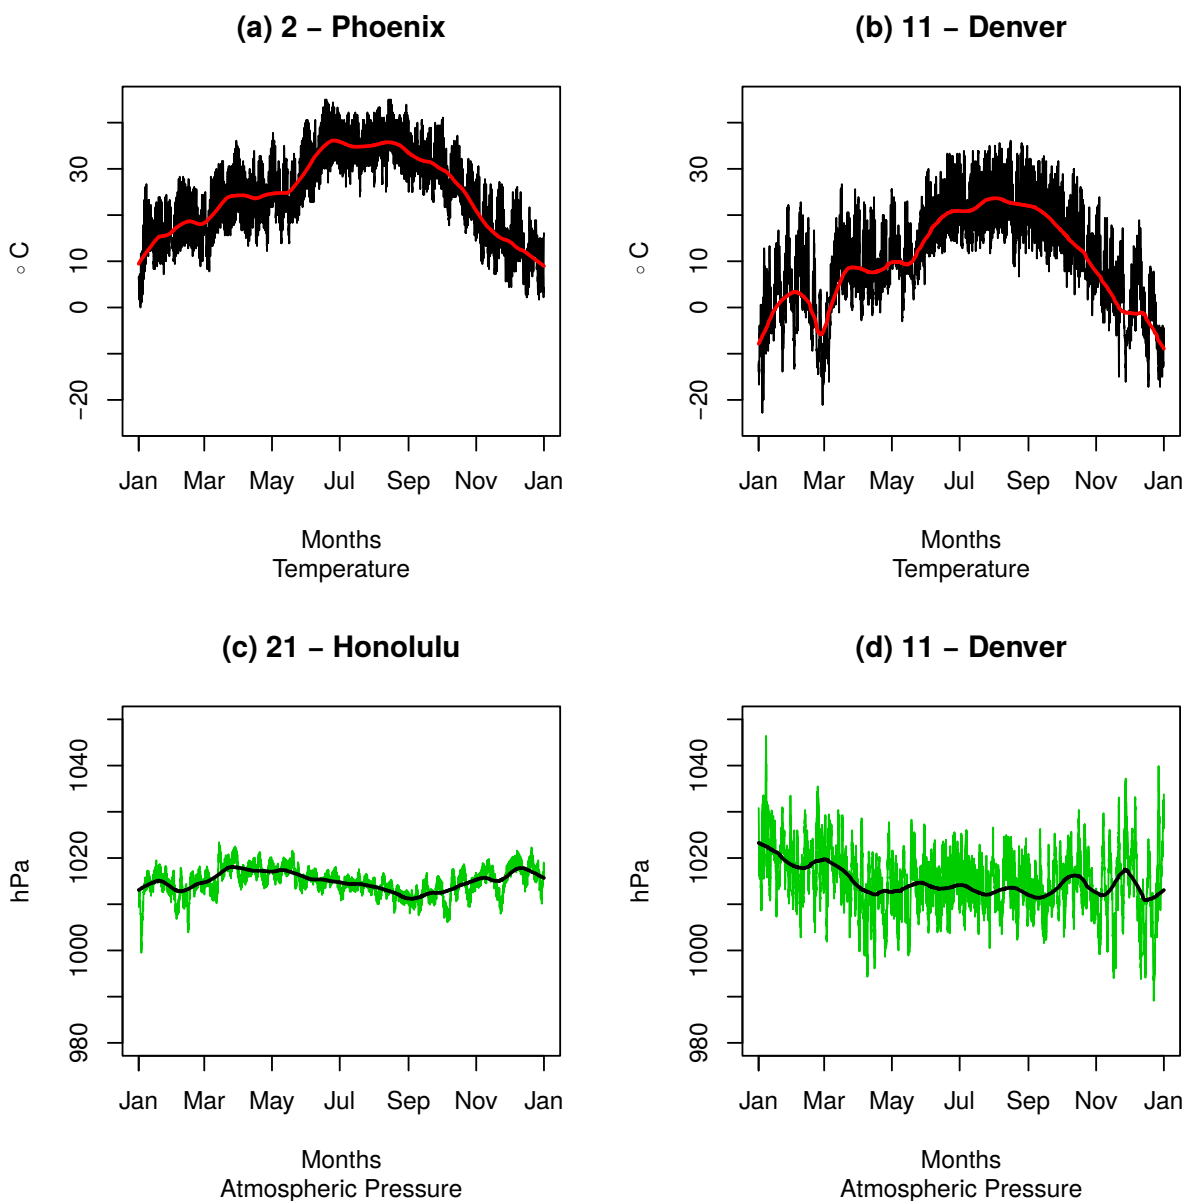 (a) 2 − Phoenix
° C
30
10
0
−20
Jan Mar May Jul Sep Nov Jan
Months
Temperature
(b) 11 − Denver
° C
30
10
0
−20
Jan Mar May Jul Sep Nov Jan
Months
Temperature
(c) 21 − Honolulu
hPa
1040
1020
1000
980
Jan Mar May Jul Sep Nov Jan
Months
Atmospheric Pressure
(d) 11 − Denver
hPa
1040
1020
1000
980
Jan Mar May Jul Sep Nov Jan
Months
Atmospheric Pressure